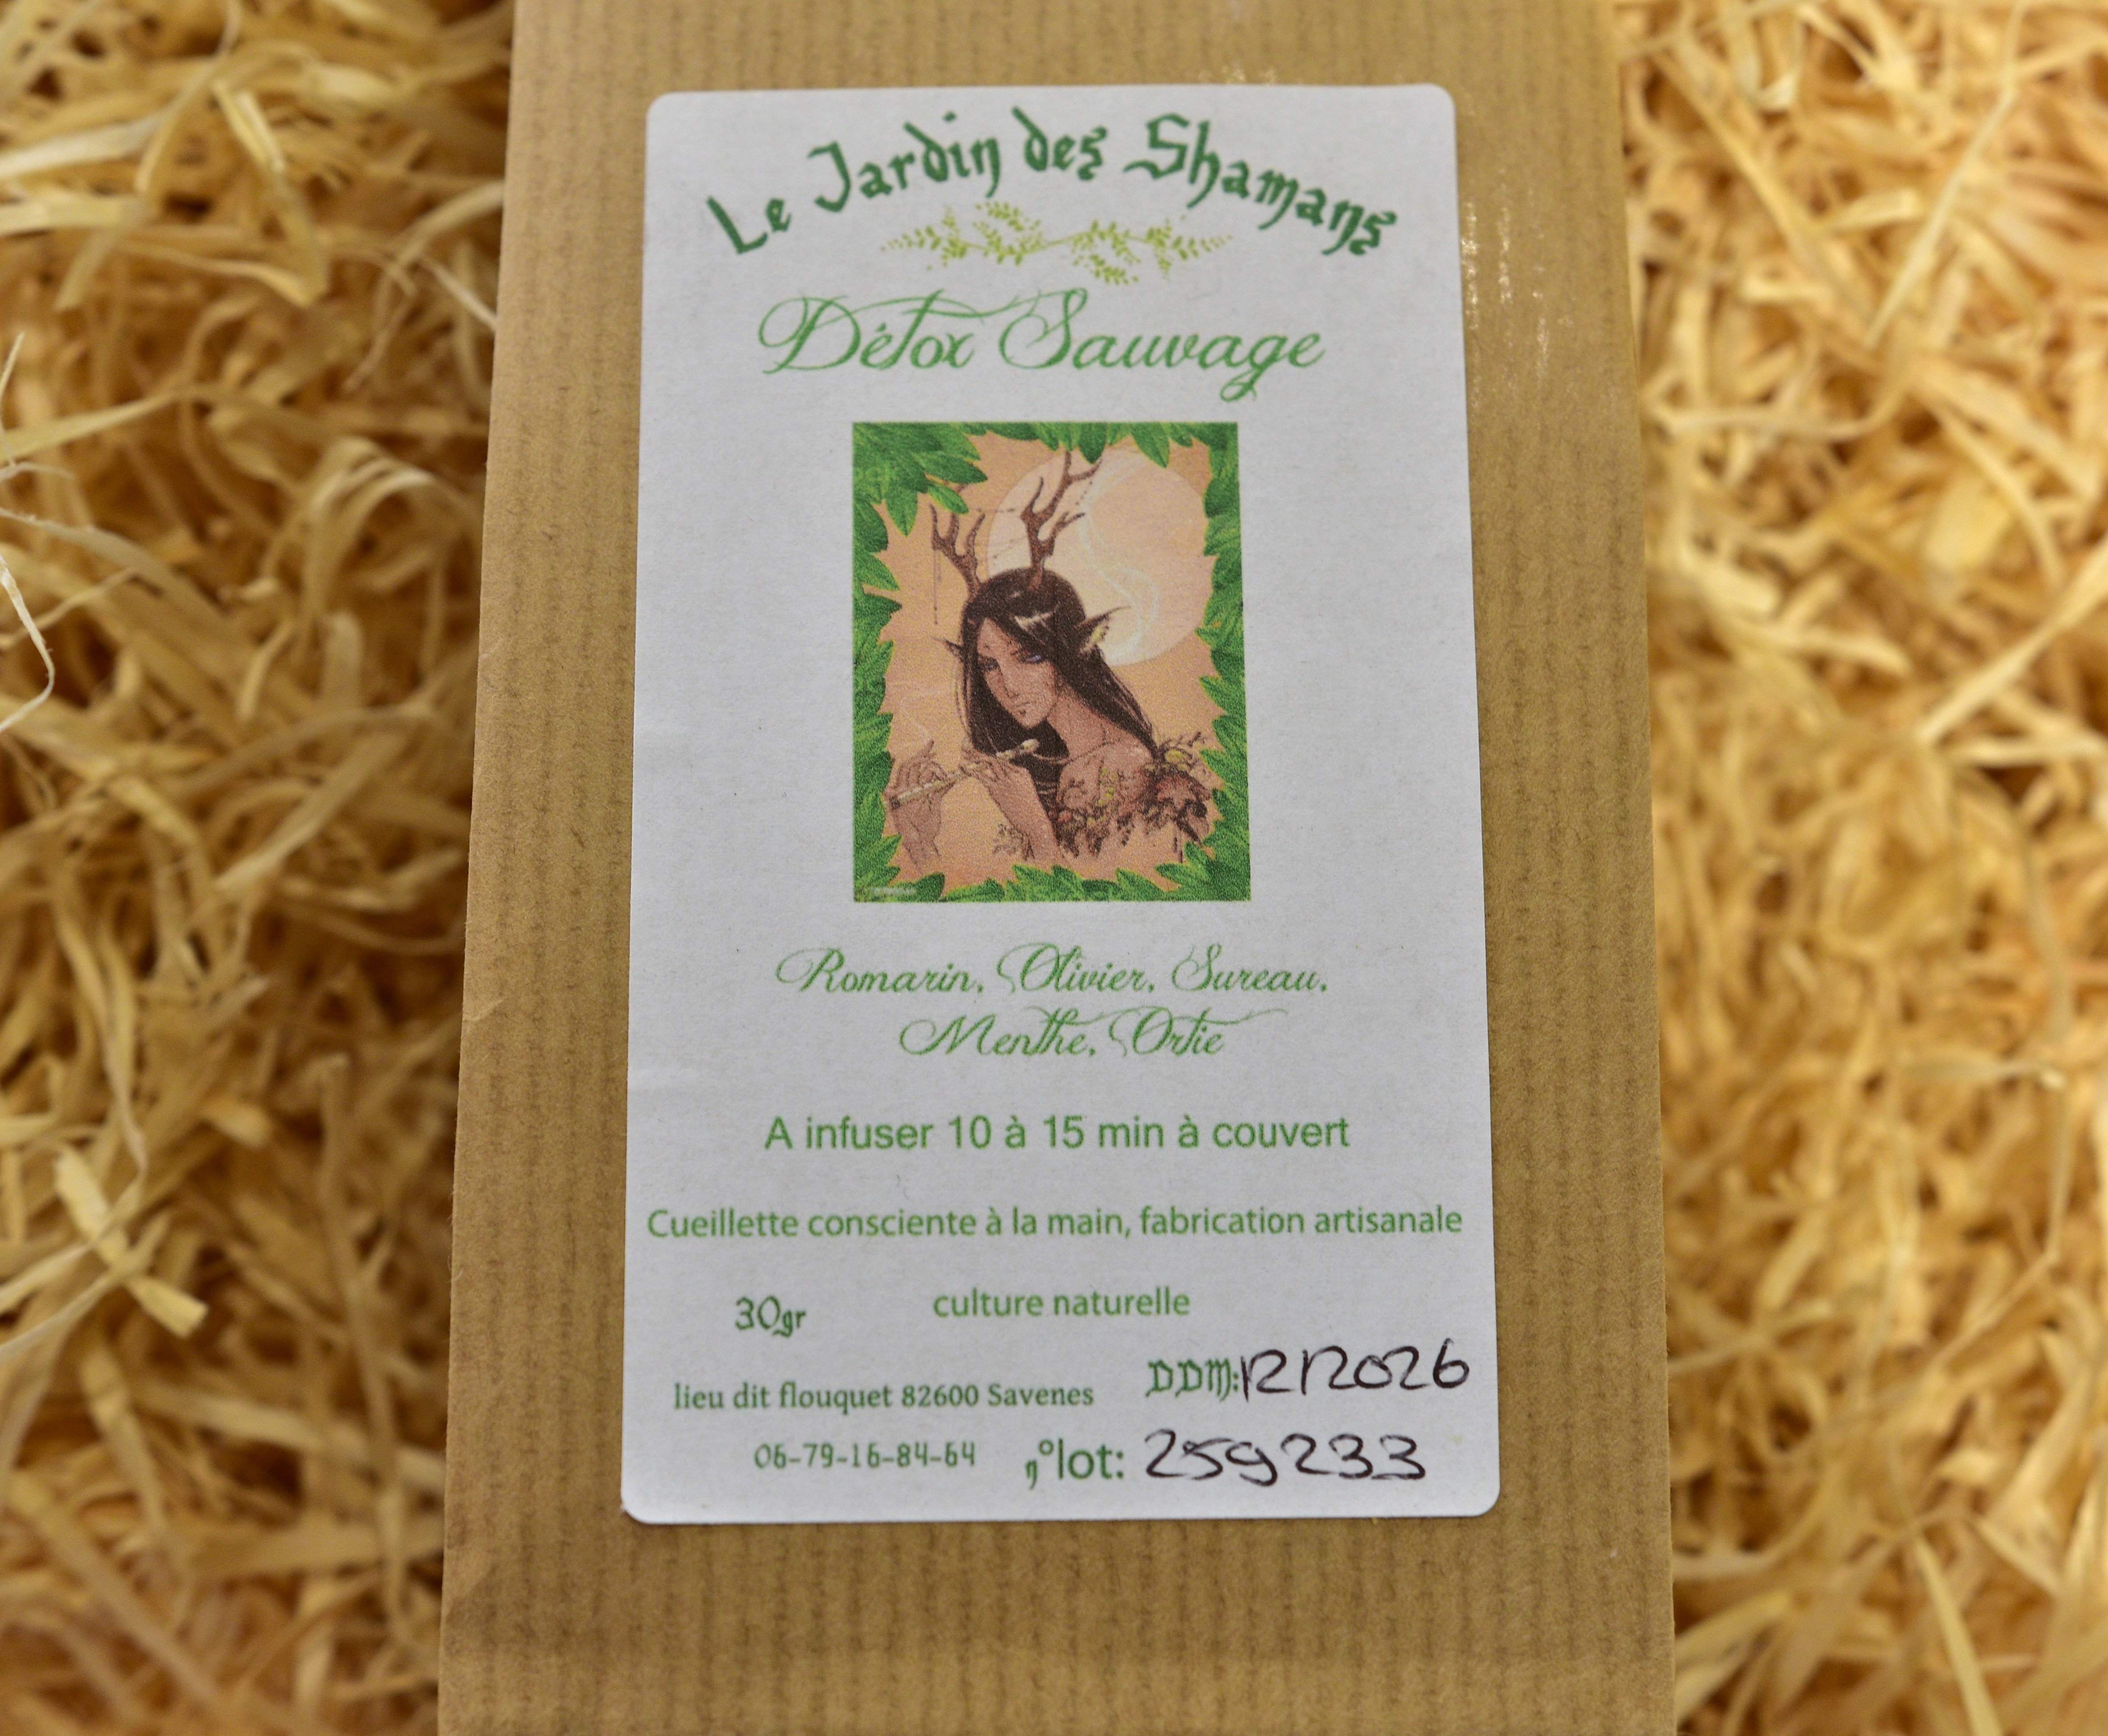 Le Jardin des Shamans
Détox Sauvage
Romarin, Olivier, Sureau,
Menthe, Ortie
A infuser 10 à 15 min à couvert
Cueillette consciente à la main, fabrication artisanale
30gr culture naturelle
lieu dit flouquet 82600 Savenes DDM: 12/2026
06-79-16-84-64 n°lot: 259233